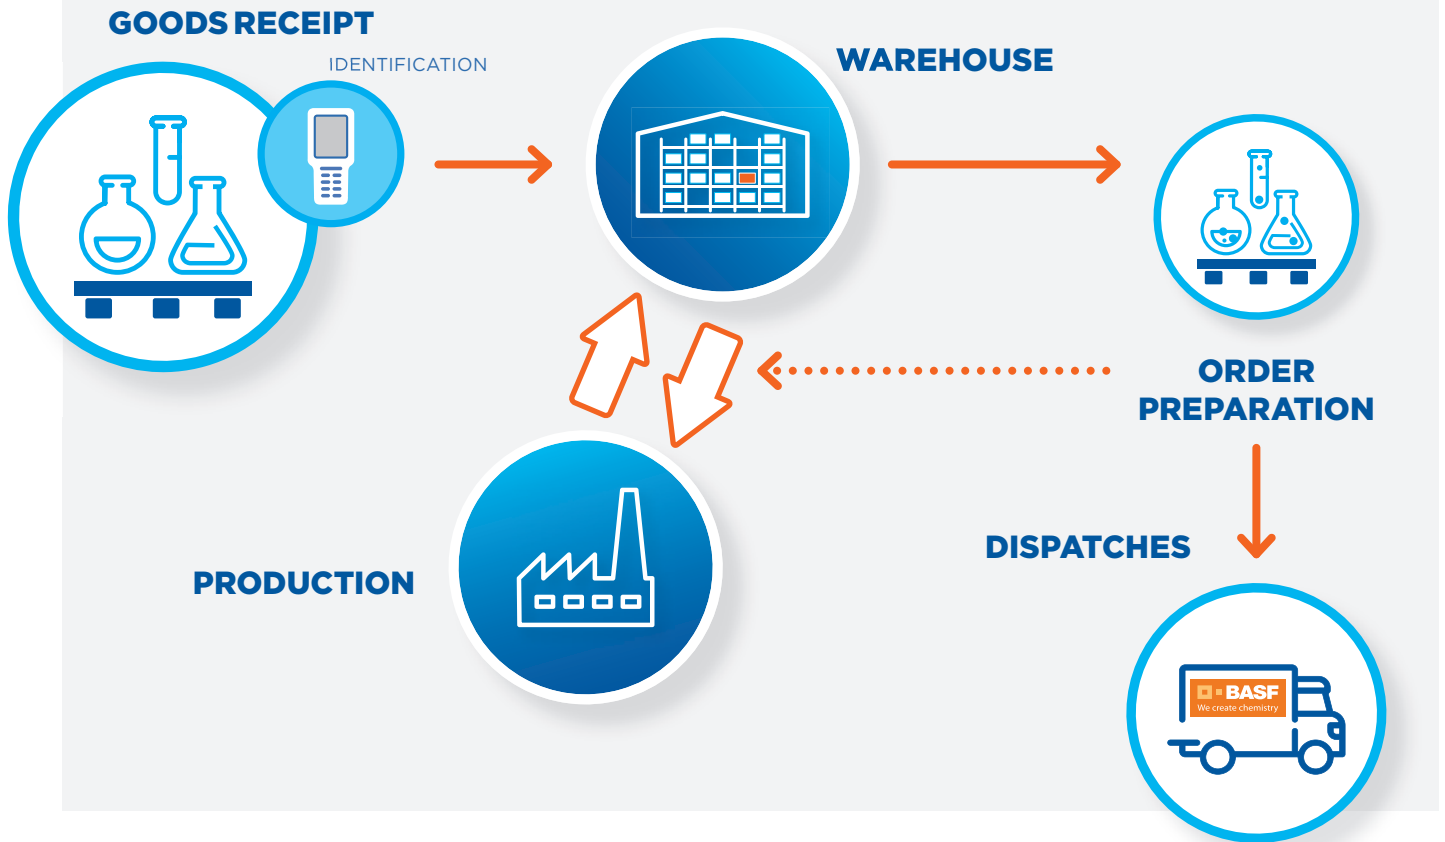 GOODS RECEIPT
IDENTIFICATION
WAREHOUSE
ORDER
PREPARATION
DISPATCHES
PRODUCTION
BASF
We create chemistry